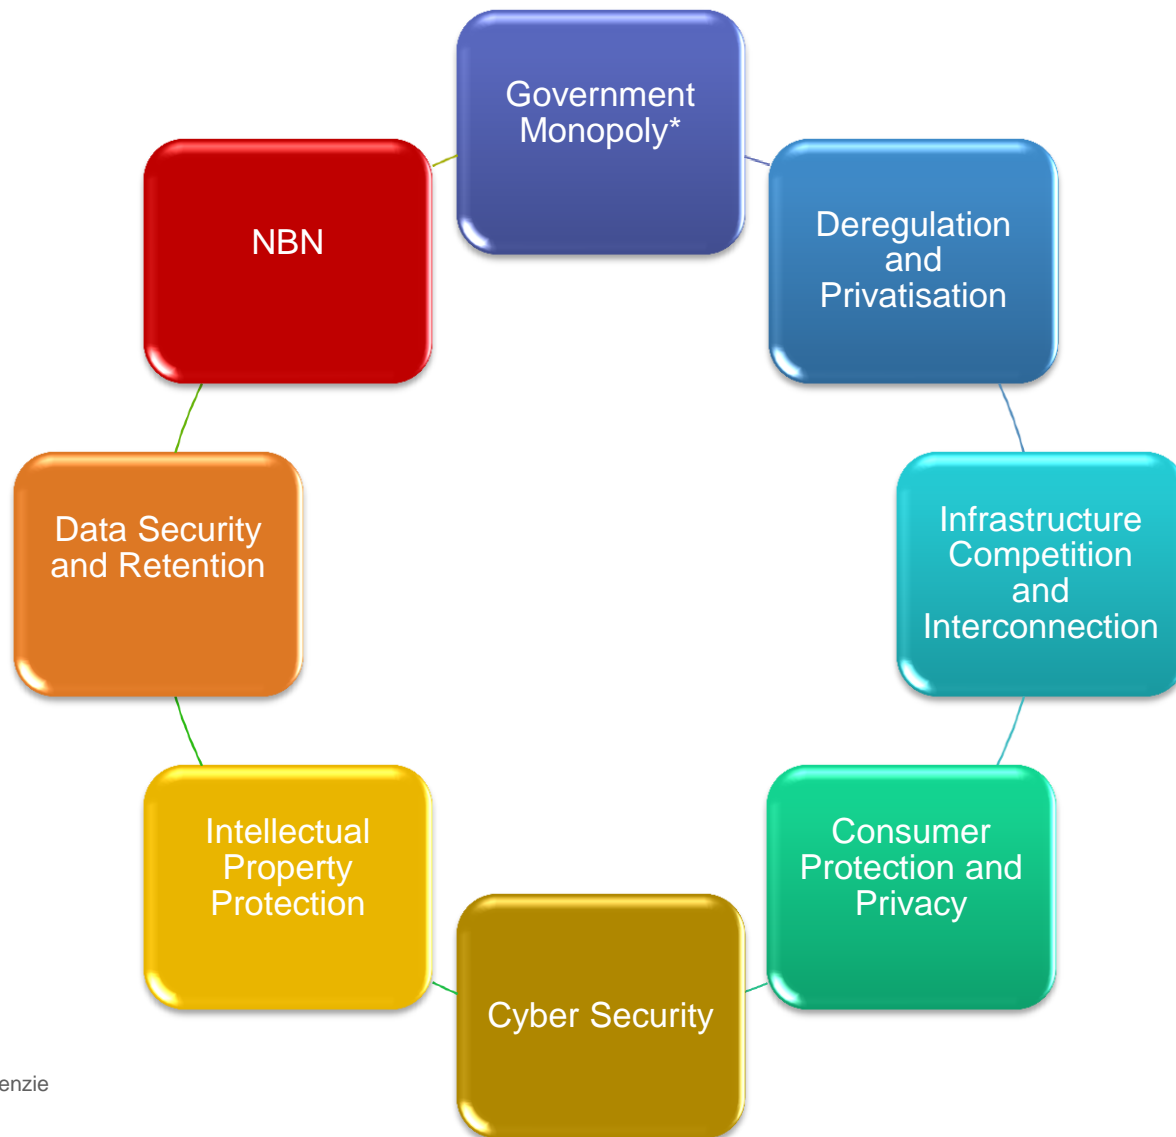 Government
Monopoly*
Deregulation
and
Privatisation
Infrastructure
Competition
and
Interconnection
Consumer
Protection and
Privacy
Cyber Security
Intellectual
Property
Protection
Data Security
and Retention
NBN
enzie